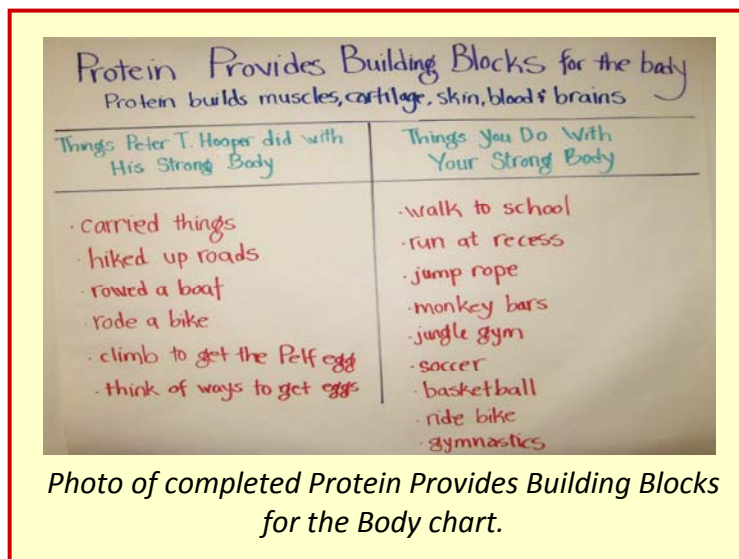 Protein Provides Building Blocks for the body
Protein builds muscles, cartilage, skin, blood & brains
Things Peter T. Hooper did with
His Strong Body
· carried things
· hiked up roads
· rowed a boat
· rode a bike
· climb to get the Pelf egg
· think of ways to get eggs
Things You Do With
Your Strong Body
· walk to school
· run at recess
· jump rope
· monkey bars
· jungle gym
· soccer
· basketball
· ride bike
· gymnastics
Photo of completed Protein Provides Building Blocks
for the Body chart.